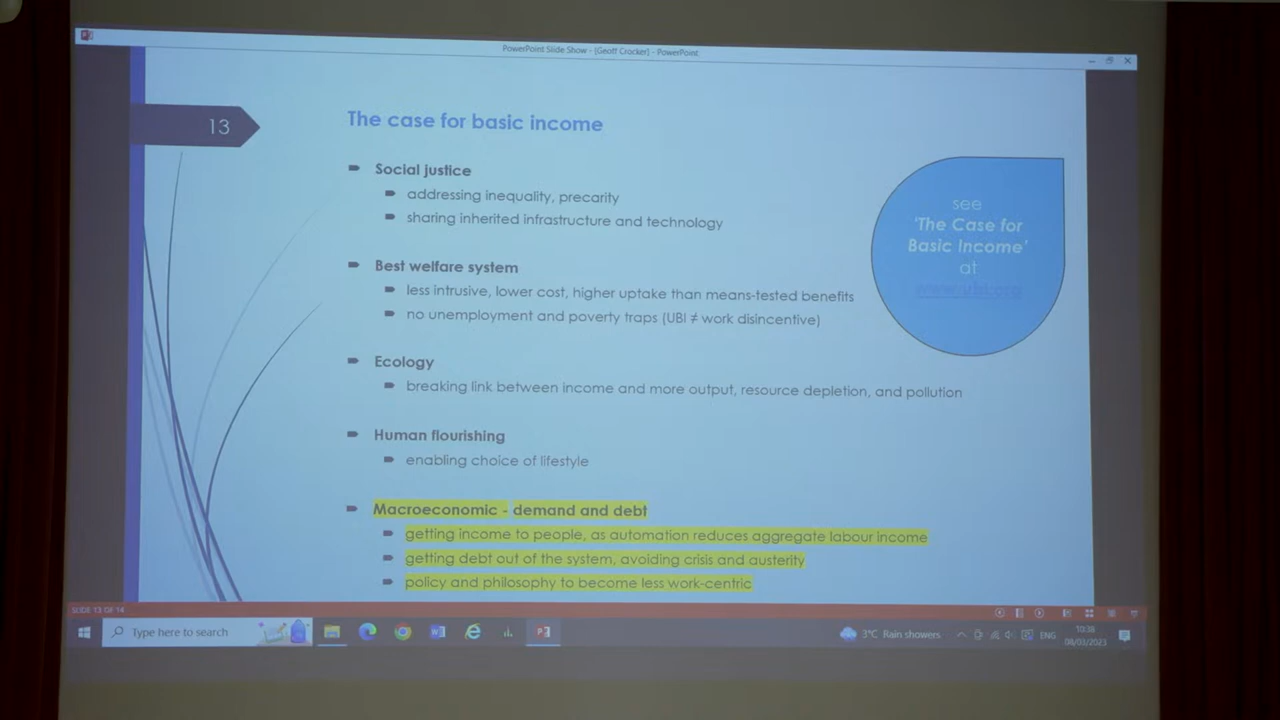 PowerPoint Slide Show - [Geoff Crocker] - PowerPoint
13
The case for basic income
Social justice
addressing inequality, precarity
sharing inherited infrastructure and technology
Best welfare system
less intrusive, lower cost, higher uptake than means-tested benefits
no unemployment and poverty traps (UBI ≠ work disincentive)
Ecology
breaking link between income and more output, resource depletion, and pollution
Human flourishing
enabling choice of lifestyle
Macroeconomic - demand and debt
getting income to people, as automation reduces aggregate labour income
getting debt out of the system, avoiding crisis and austerity
policy and philosophy to become less work-centric
see
'The Case for
Basic Income'
at
SLIDE 13 OF 14
Type here to search
3°C Rain showers
ENG
10:38
08/03/2023